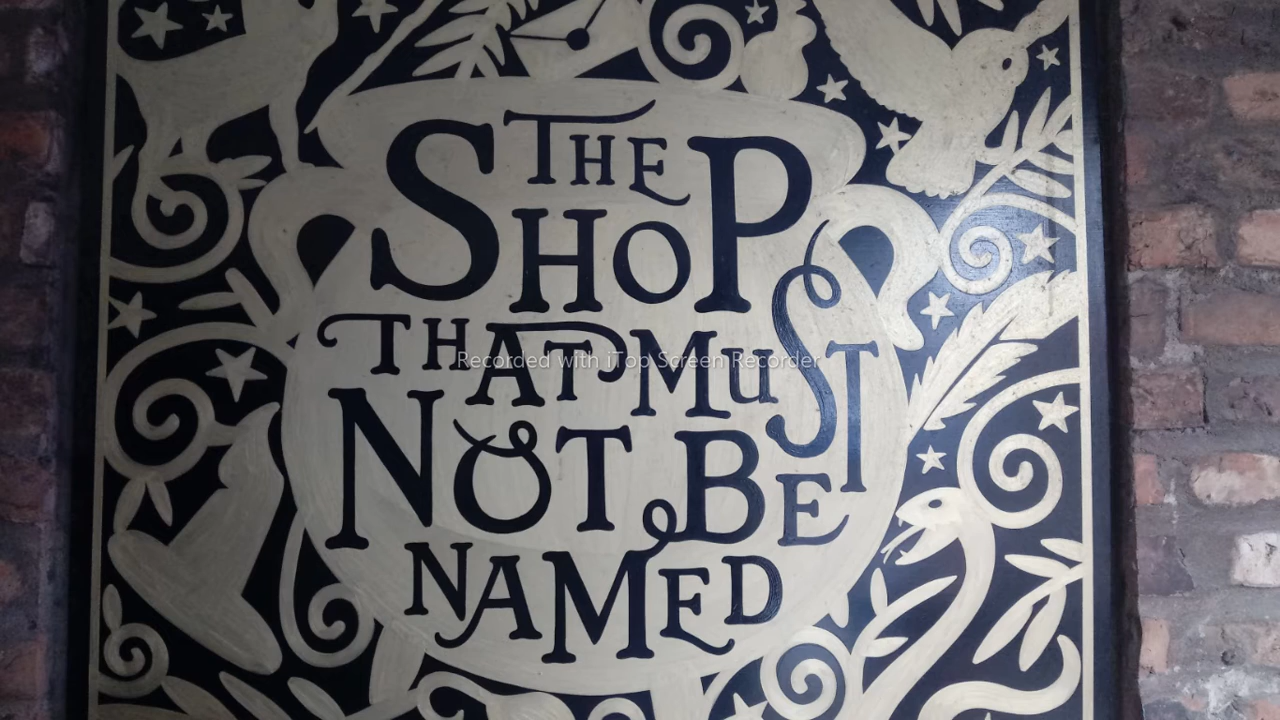 THE
SHOP
THAT MUST
NOT BE
NAMED
Recorded with iTop Screen Recorder